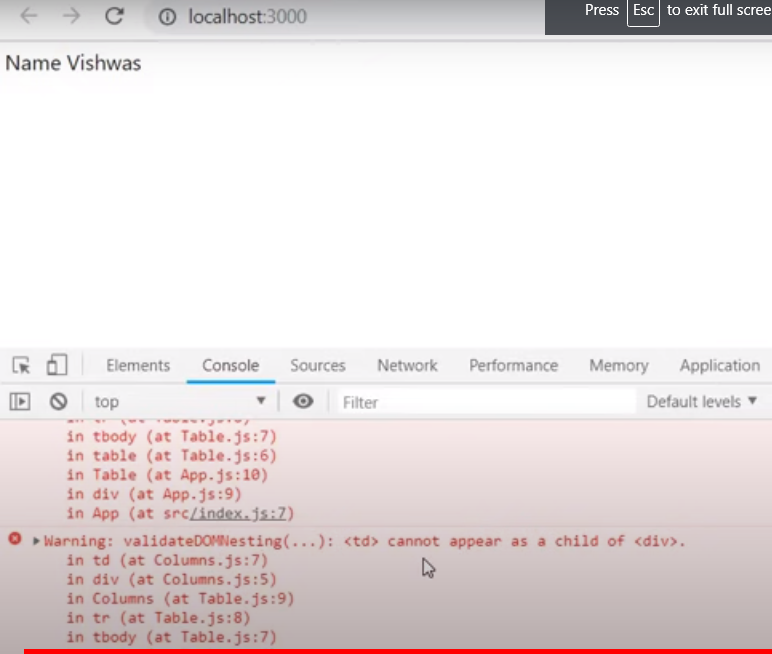 Press Esc to exit full scree
localhost:3000
Name Vishwas
Elements Console Sources Network Performance Memory Application
top Filter Default levels
in tbody (at Table.js:7)
in table (at Table.js:6)
in Table (at App.js:10)
in div (at App.js:9)
in App (at src/index.js:7)
Warning: validateDOMNesting(...): <td> cannot appear as a child of <div>.
in td (at Columns.js:7)
in div (at Columns.js:5)
in Columns (at Table.js:9)
in tr (at Table.js:8)
in tbody (at Table.js:7)